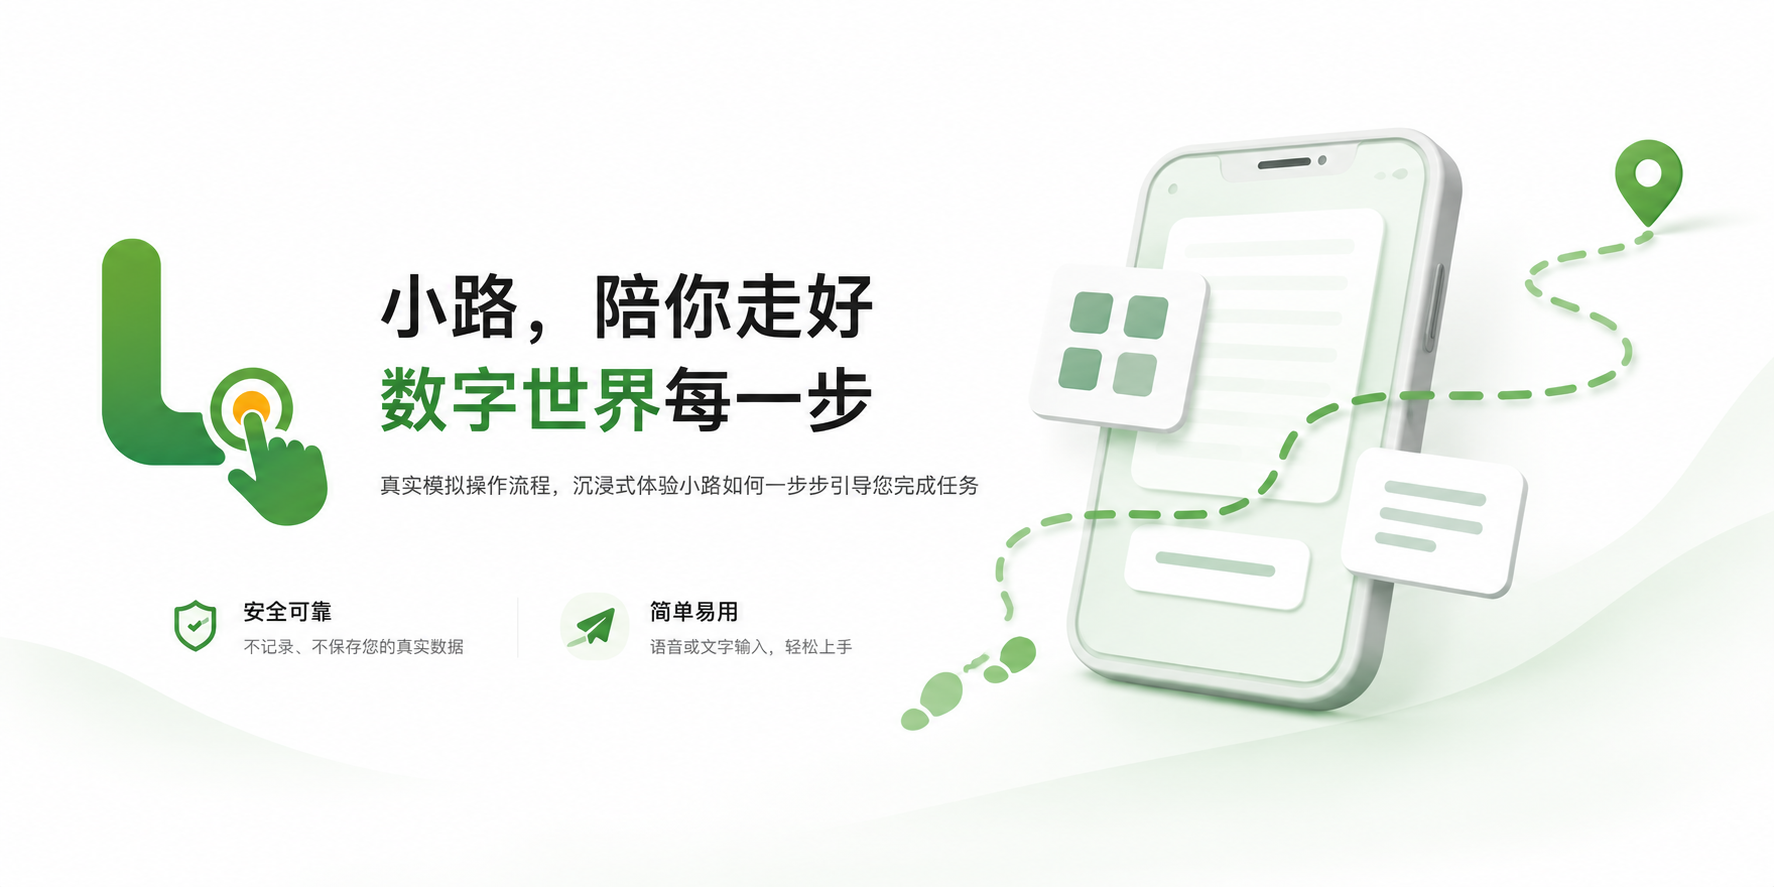 小路，陪你走好
数字世界每一步
真实模拟操作流程，沉浸式体验小路如何一步步引导您完成任务
安全可靠
不记录、不保存您的真实数据
简单易用
语音或文字输入，轻松上手